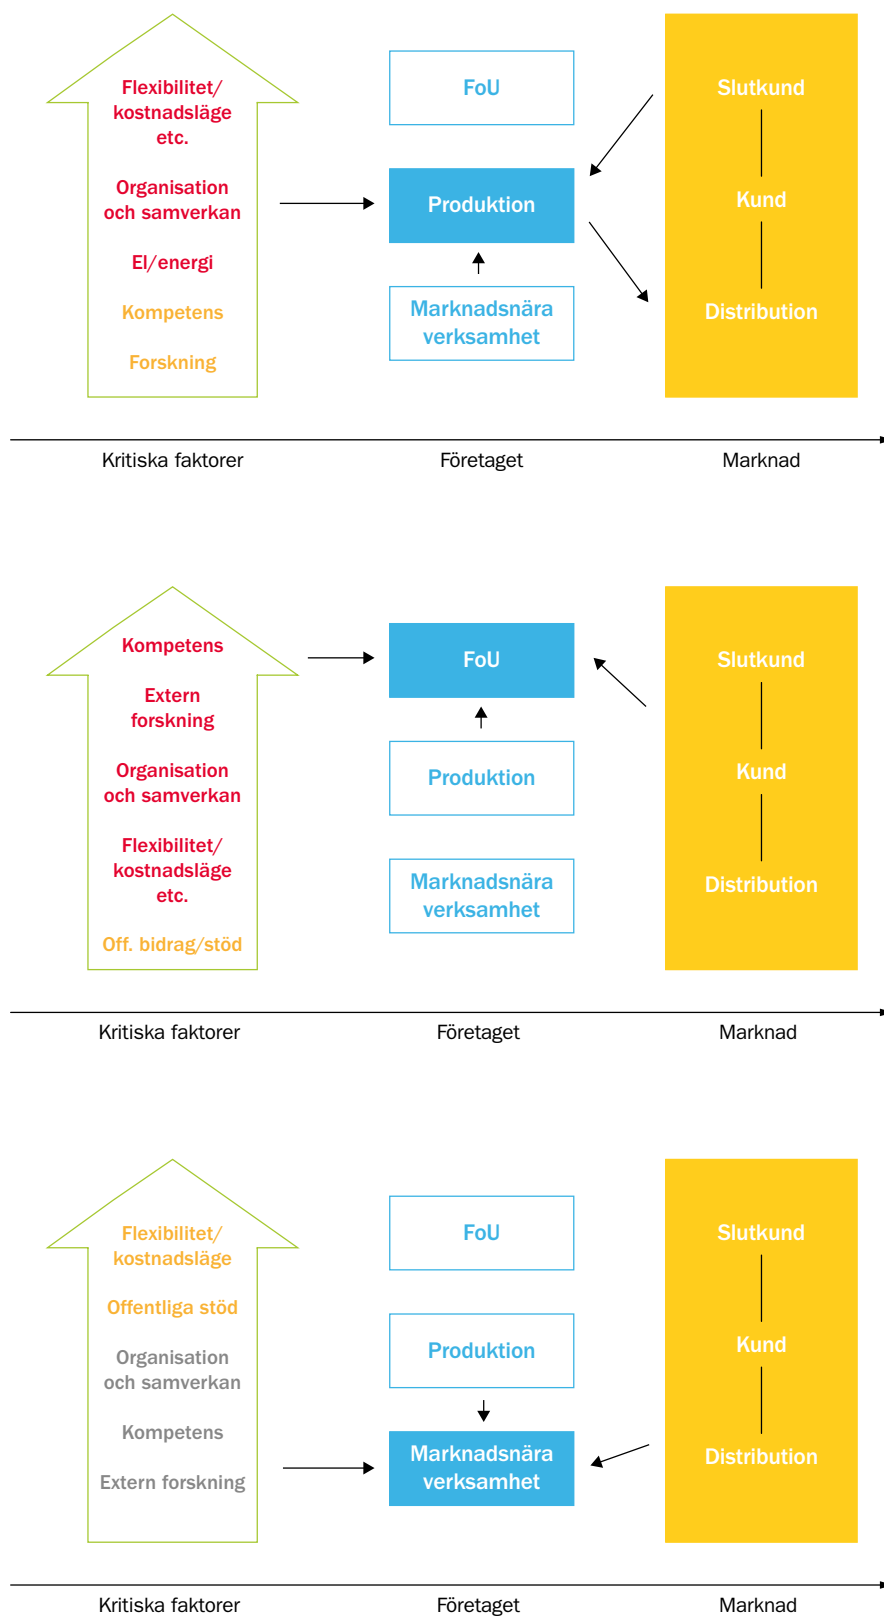 Flexibilitet/
kostnadsläge
etc.
Organisation
och samverkan
El/energi
Kompetens
Forskning
FoU
Produktion
Marknadsnära
verksamhet
Slutkund
Kund
Distribution
Kritiska faktorer
Företaget
Marknad
Kompetens
Extern
forskning
Organisation
och samverkan
Flexibilitet/
kostnadsläge
etc.
Off. bidrag/stöd
FoU
Produktion
Marknadsnära
verksamhet
Slutkund
Kund
Distribution
Kritiska faktorer
Företaget
Marknad
Flexibilitet/
kostnadsläge
Offentliga stöd
Organisation
och samverkan
Kompetens
Extern forskning
FoU
Produktion
Marknadsnära
verksamhet
Slutkund
Kund
Distribution
Kritiska faktorer
Företaget
Marknad